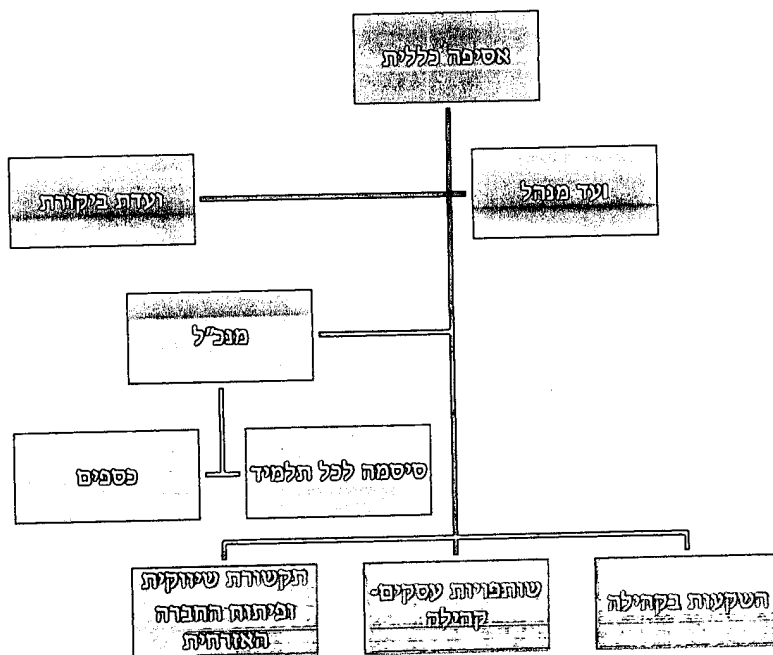 אסיפה כללית
ועד מנהל
ועדת ביקורת
מנכ"ל
סיסמה לכל תלמיד
כספים
השקעות בקהילה
שותפויות עסקים-
קהילה
תקשורת שיווקית
ופיתוח החברה
האזרחית